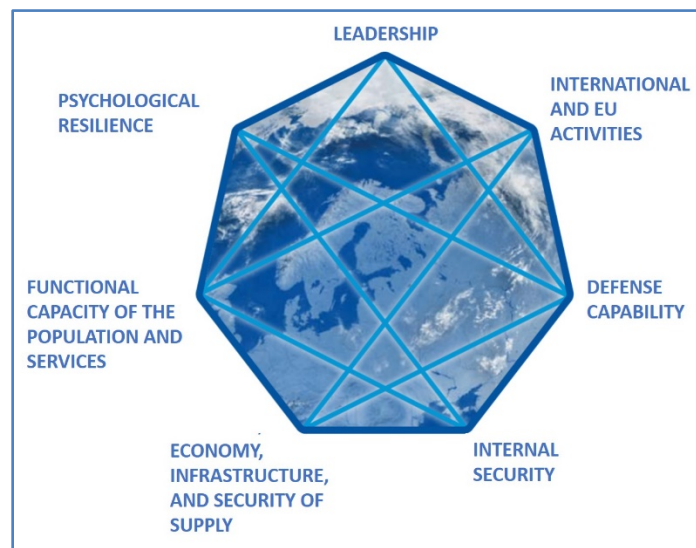 LEADERSHIP
PSYCHOLOGICAL
RESILIENCE
INTERNATIONAL
AND EU
ACTIVITIES
FUNCTIONAL
CAPACITY OF THE
POPULATION AND
SERVICES
DEFENSE
CAPABILITY
ECONOMY,
INFRASTRUCTURE,
AND SECURITY OF
SUPPLY
INTERNAL
SECURITY